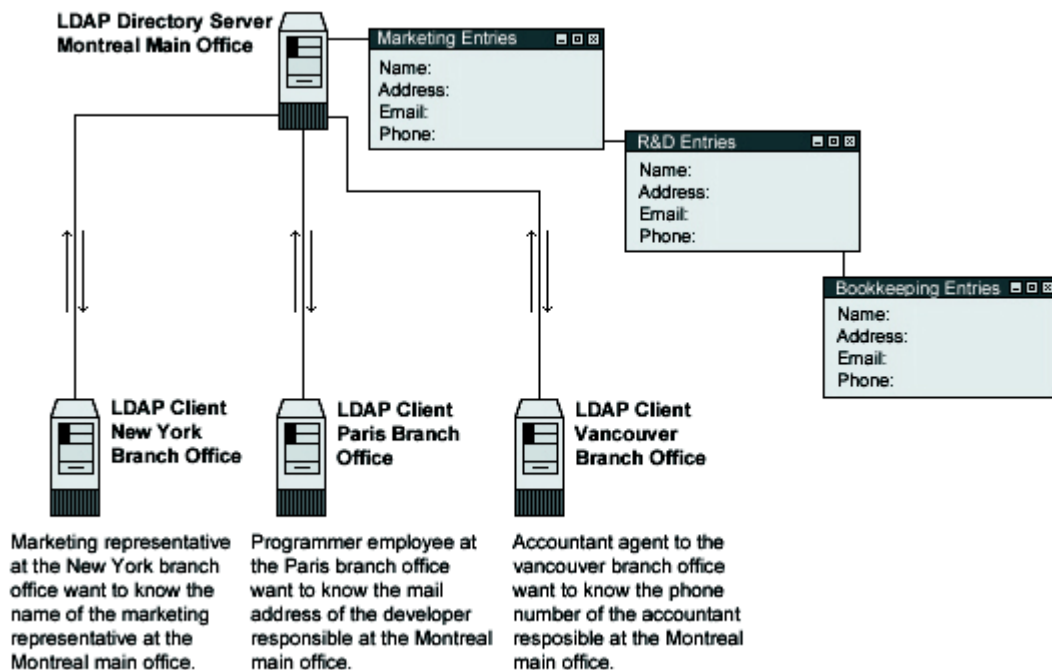 LDAP Directory Server
Montreal Main Office
Marketing Entries
Name:
Address:
Email:
Phone:
R&D Entries
Name:
Address:
Email:
Phone:
Bookkeeping Entries
Name:
Address:
Email:
Phone:
LDAP Client
New York
Branch Office
LDAP Client
Paris Branch
Office
LDAP Client
Vancouver
Branch Office
Marketing representative
at the New York branch
office want to know the
name of the marketing
representative at the
Montreal main office.
Programmer employee at
the Paris branch office
want to know the mail
address of the developer
responsible at the Montreal
main office.
Accountant agent to the
vancouver branch office
want to know the phone
number of the accountant
resposible at the Montreal
main office.